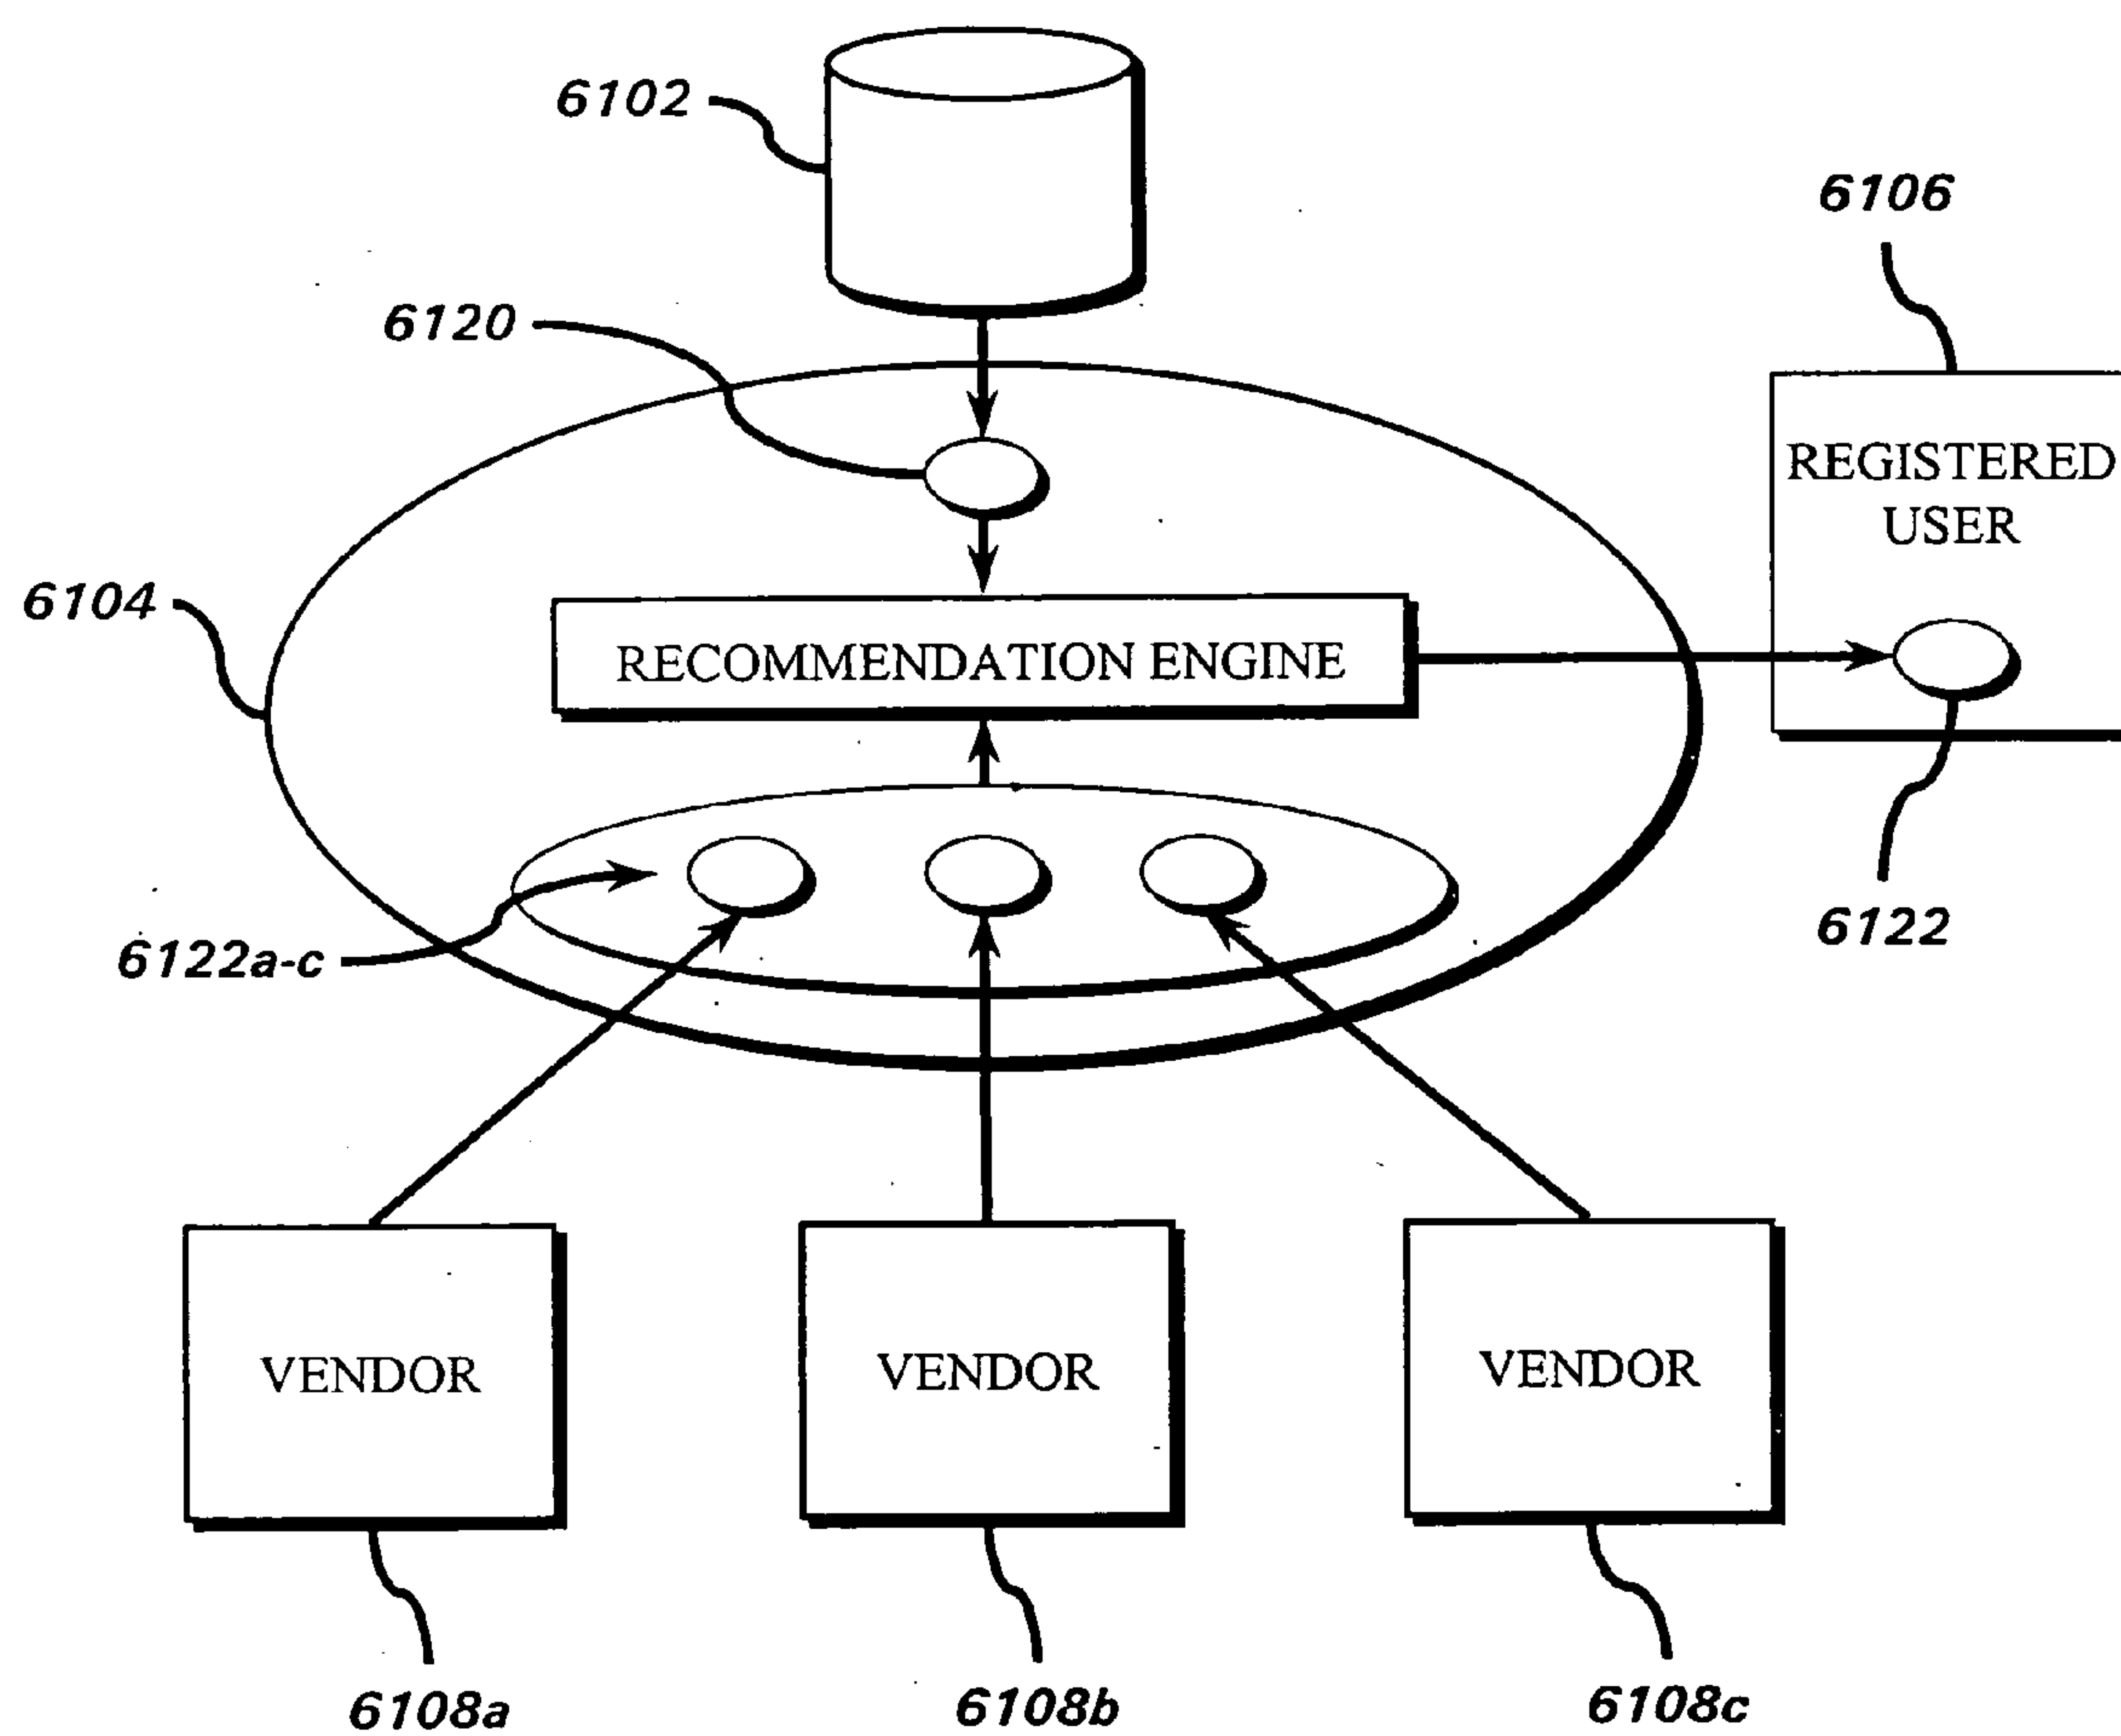 6102
6106
6120
REGISTERED
USER
6104
RECOMMENDATION ENGINE
6122a-c
6122
VENDOR
VENDOR
VENDOR
6108a
6108b
6108c